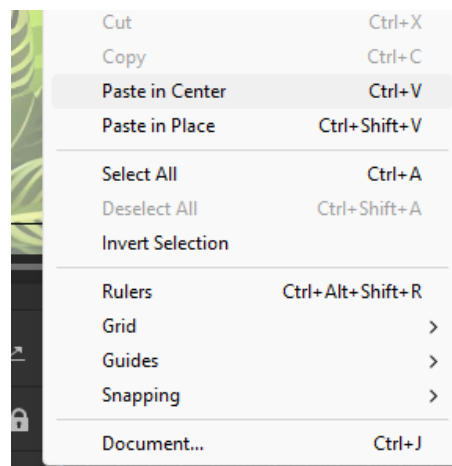 Cut Ctrl+X
Copy Ctrl+C
Paste in Center Ctrl+V
Paste in Place Ctrl+Shift+V
Select All Ctrl+A
Deselect All Ctrl+Shift+A
Invert Selection
Rulers Ctrl+Alt+Shift+R
Grid
Guides
Snapping
Document... Ctrl+J